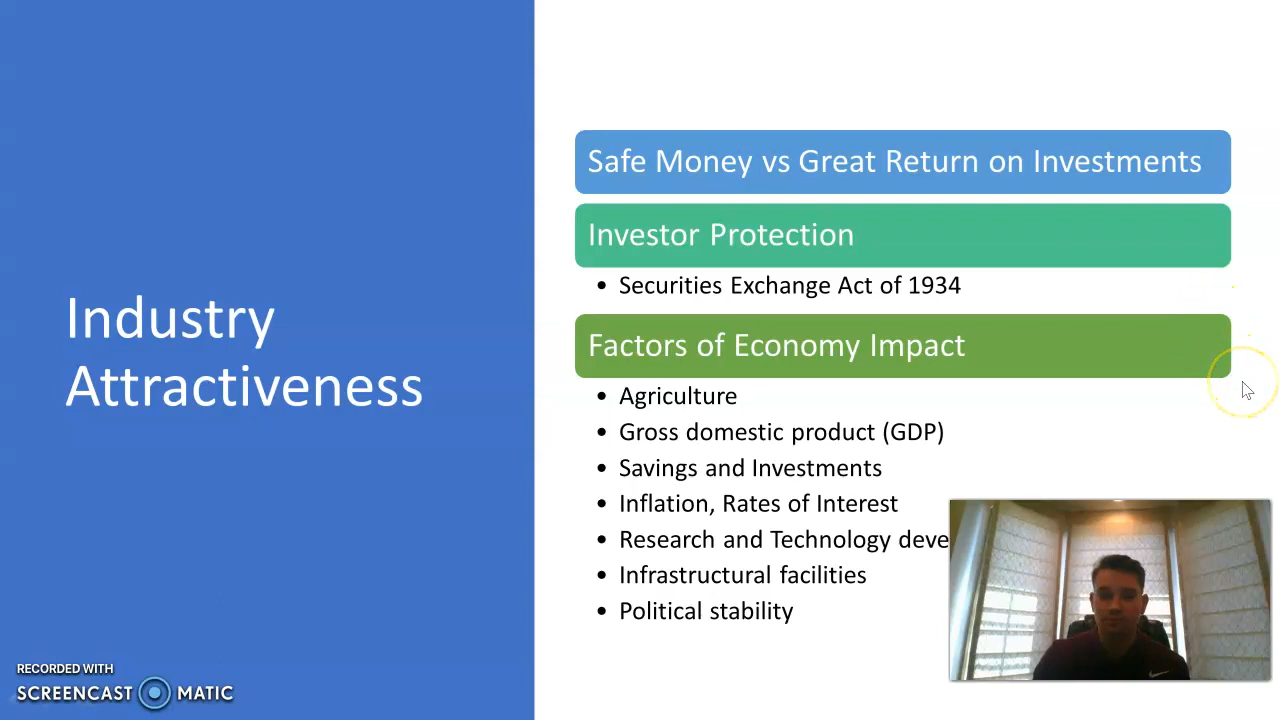 Industry
Attractiveness
Safe Money vs Great Return on Investments
Investor Protection
• Securities Exchange Act of 1934
Factors of Economy Impact
• Agriculture
• Gross domestic product (GDP)
• Savings and Investments
• Inflation, Rates of Interest
• Research and Technology deve
• Infrastructural facilities
• Political stability
RECORDED WITH
SCREENCAST MATIC